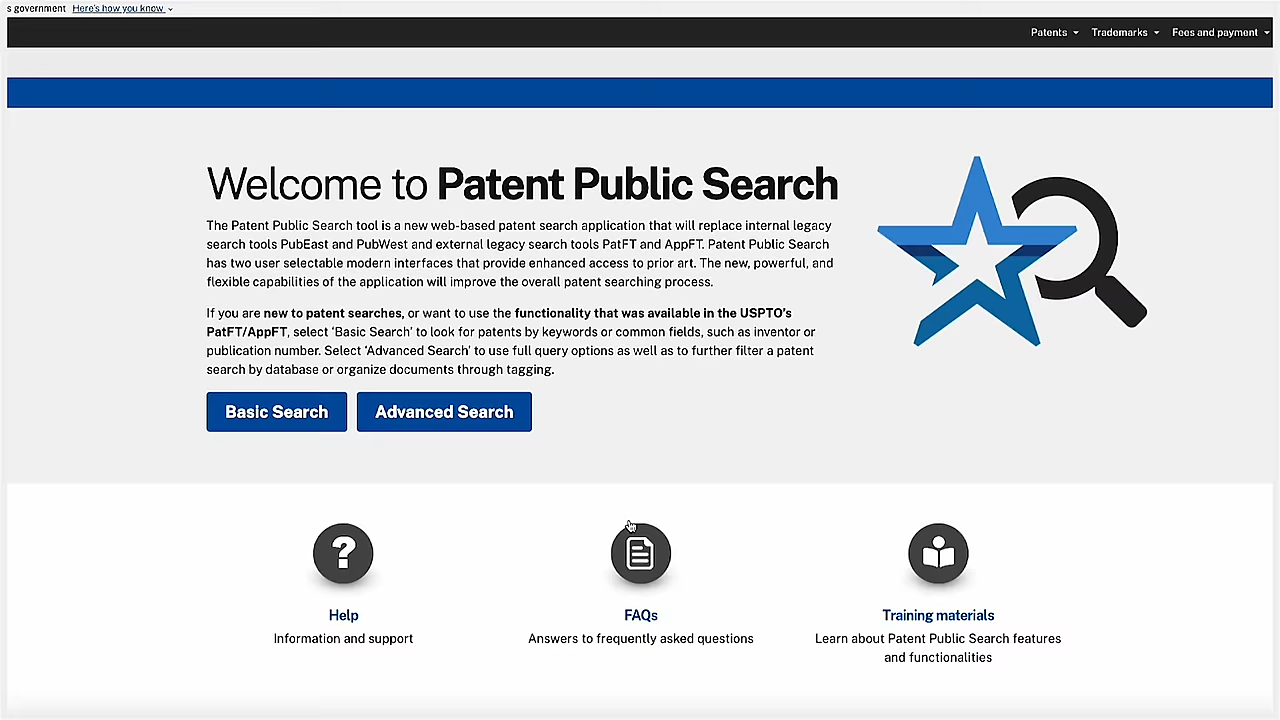 s government Here's how you know
Patents Trademarks Fees and payment
Welcome to Patent Public Search
The Patent Public Search tool is a new web-based patent search application that will replace internal legacy
search tools PubEast and PubWest and external legacy search tools PatFT and AppFT. Patent Public Search
has two user selectable modern interfaces that provide enhanced access to prior art. The new, powerful, and
flexible capabilities of the application will improve the overall patent searching process.
If you are new to patent searches, or want to use the functionality that was available in the USPTO's
PatFT/AppFT, select 'Basic Search' to look for patents by keywords or common fields, such as inventor or
publication number. Select 'Advanced Search' to use full query options as well as to further filter a patent
search by database or organize documents through tagging.
Basic Search Advanced Search
Help
Information and support
FAQs
Answers to frequently asked questions
Training materials
Learn about Patent Public Search features
and functionalities